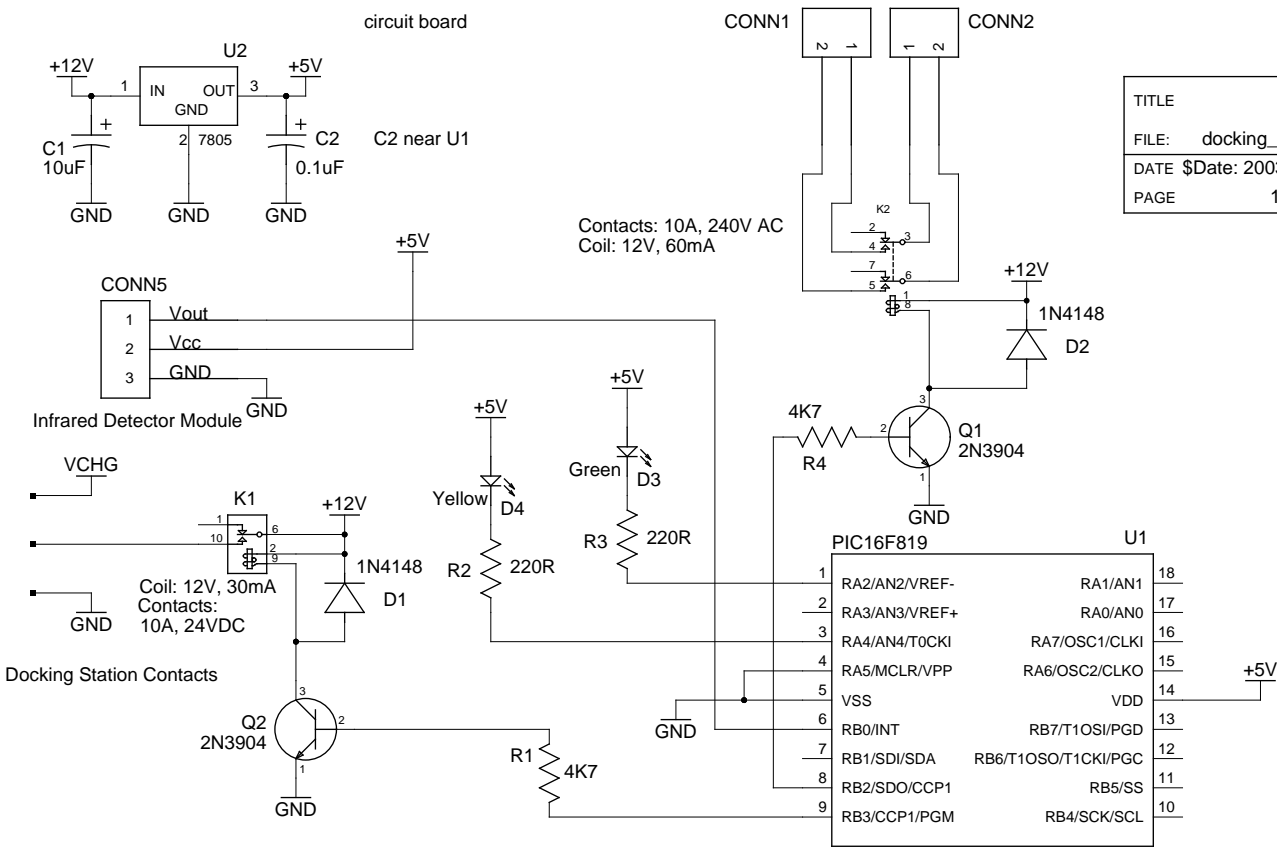 circuit board
CONN1
CONN2
2 1
1 2
U2
+12V
+5V
1 IN OUT 3
GND
2 7805
+
+
C1
10uF
C2
0.1uF
C2 near U1
GND
GND
GND
TITLE
FILE: docking_
DATE $Date: 2003
PAGE 1
Contacts: 10A, 240V AC
Coil: 12V, 60mA
K2
2
3
4
7
6
5
1
8
+12V
1N4148
D2
+5V
CONN5
1 Vout
2 Vcc
3 GND
GND
Infrared Detector Module
+5V
Yellow
D4
R2 220R
+5V
Green
D3
R3 220R
4K7
R4
3
2
1
Q1
2N3904
GND
VCHG
K1
1
10
6
2
9
+12V
1N4148
D1
Coil: 12V, 30mA
Contacts:
10A, 24VDC
GND
Docking Station Contacts
3
Q2
2N3904
2
1
GND
R1
4K7
GND
PIC16F819 U1
1 RA2/AN2/VREF- RA1/AN1 18
2 RA3/AN3/VREF+ RA0/AN0 17
3 RA4/AN4/T0CKI RA7/OSC1/CLKI 16
4 RA5/MCLR/VPP RA6/OSC2/CLKO 15
5 VSS VDD 14
6 RB0/INT RB7/T1OSI/PGD 13
7 RB1/SDI/SDA RB6/T1OSO/T1CKI/PGC 12
8 RB2/SDO/CCP1 RB5/SS 11
9 RB3/CCP1/PGM RB4/SCK/SCL 10
+5V